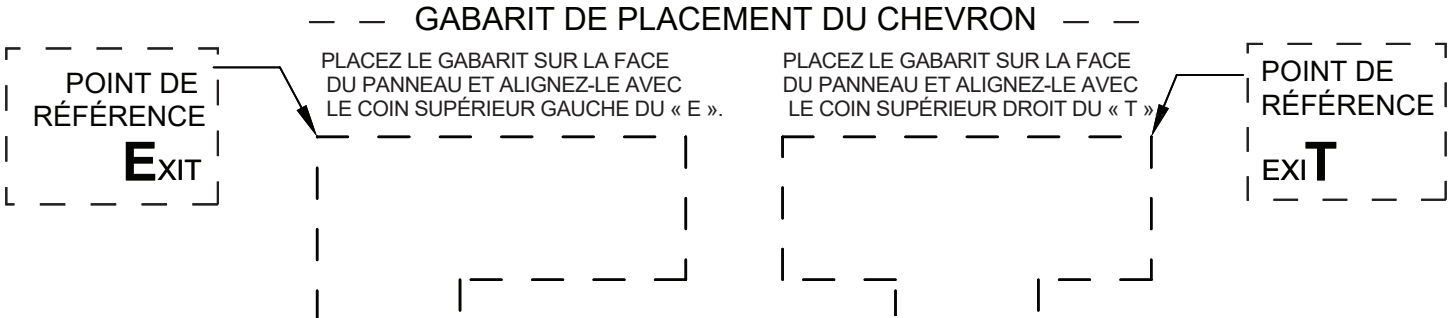 GABARIT DE PLACEMENT DU CHEVRON
POINT DE
RÉFÉRENCE
EXIT
PLACEZ LE GABARIT SUR LA FACE
DU PANNEAU ET ALIGNEZ-LE AVEC
LE COIN SUPÉRIEUR GAUCHE DU « E ».
PLACEZ LE GABARIT SUR LA FACE
DU PANNEAU ET ALIGNEZ-LE AVEC
LE COIN SUPÉRIEUR DROIT DU « T »
POINT DE
RÉFÉRENCE
EXIT